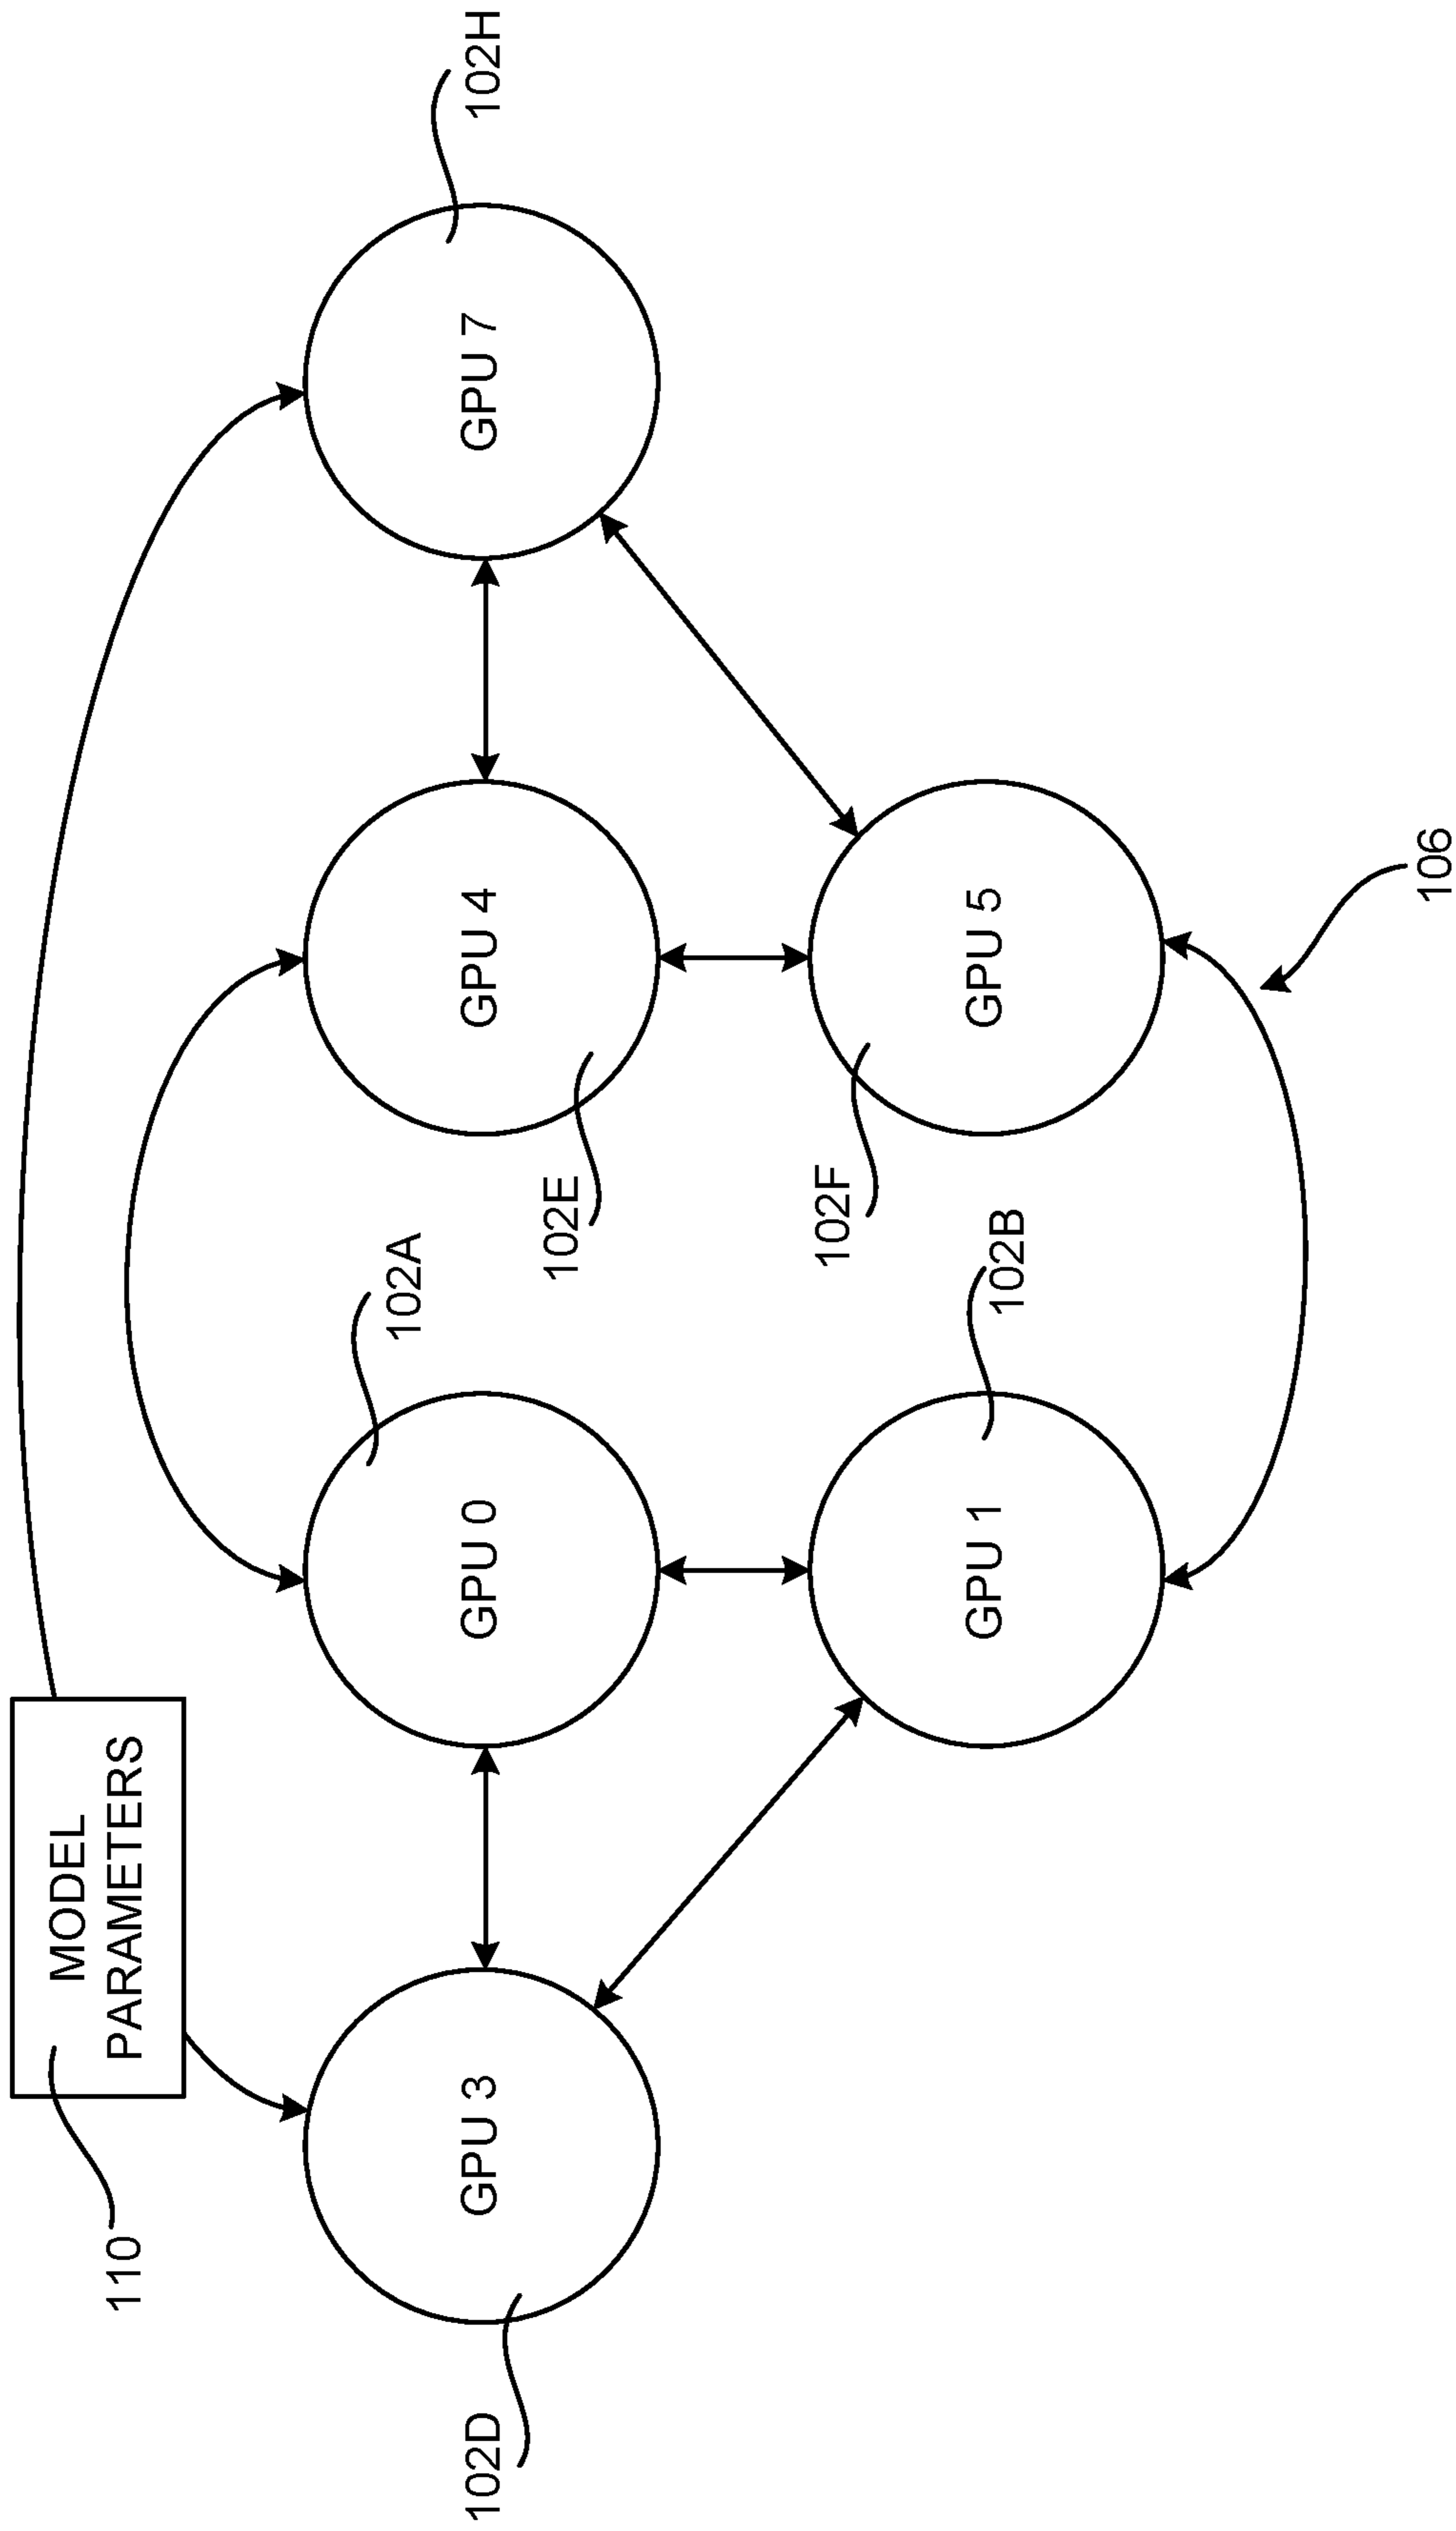 110
MODEL
PARAMETERS
102D
GPU 3
GPU 0
102A
GPU 4
102E
GPU 7
102H
GPU 1
102B
GPU 5
102F
106